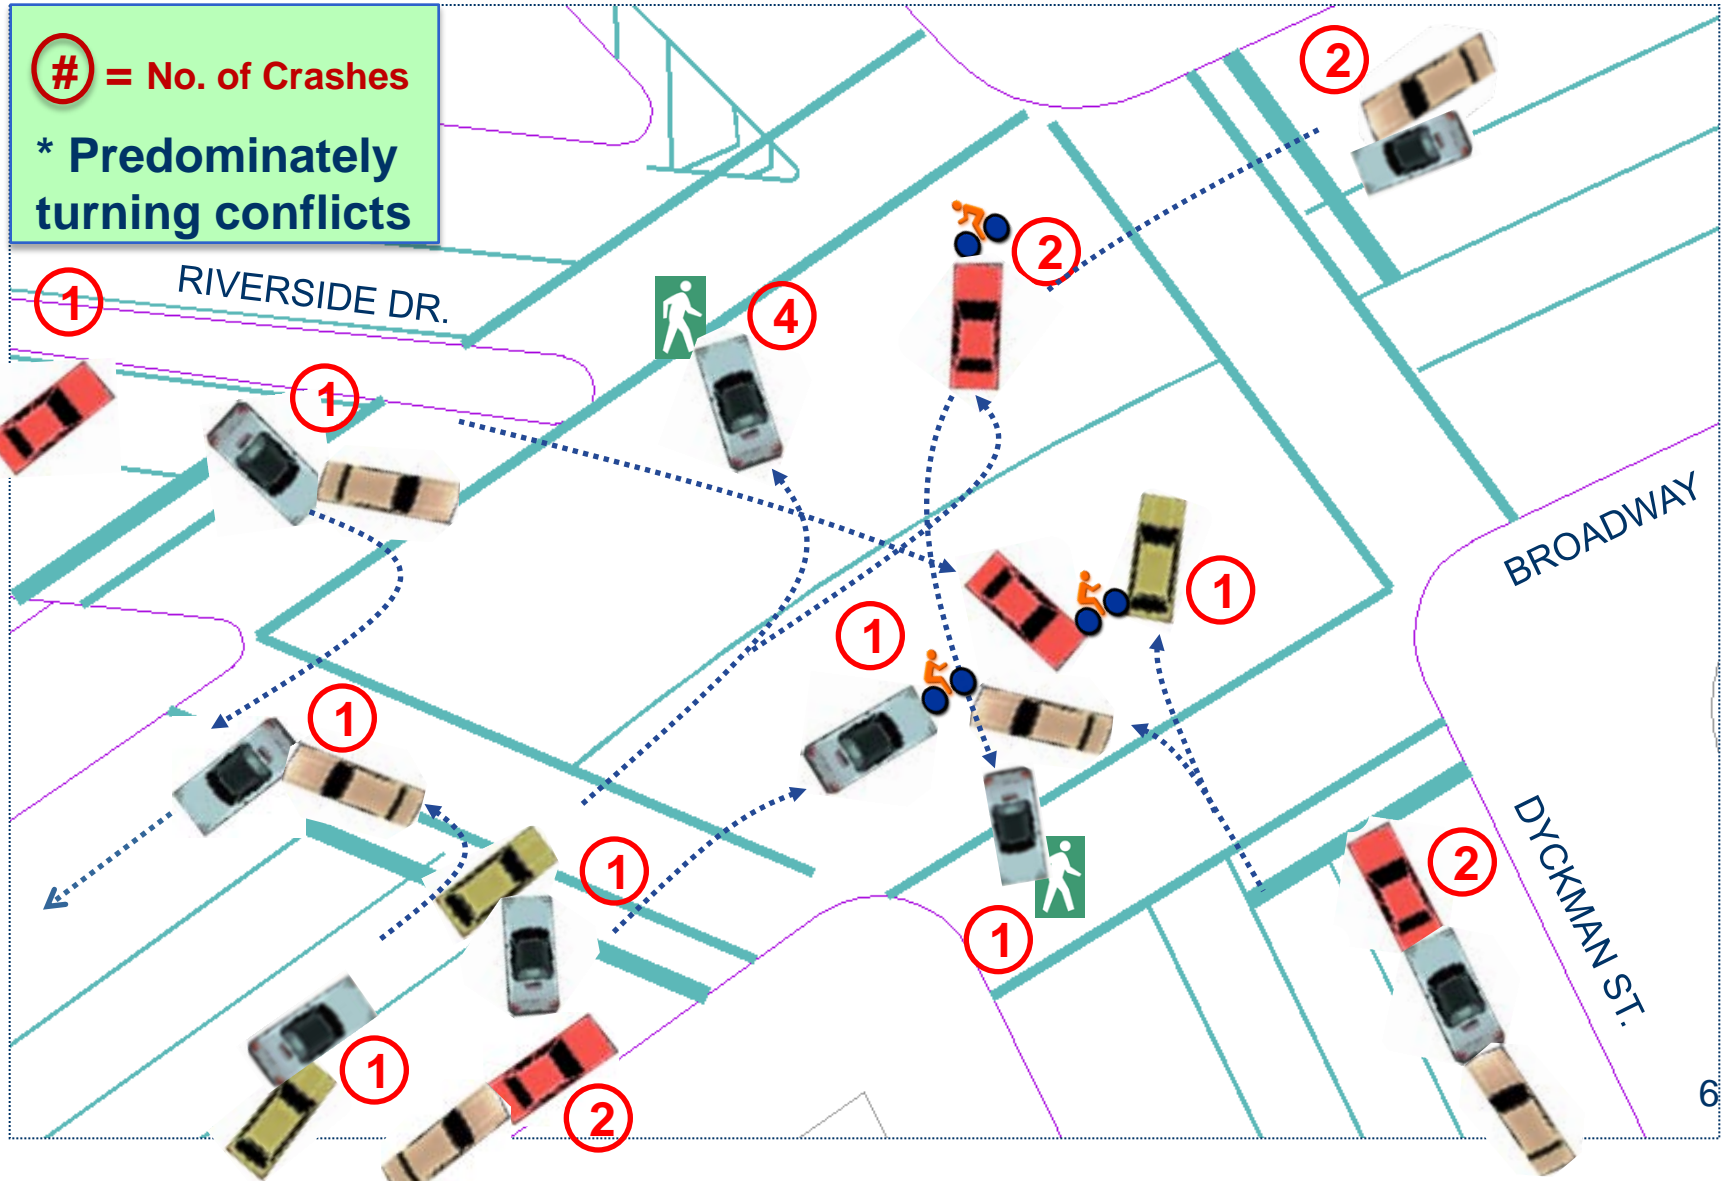 # = No. of Crashes
* Predominately
turning conflicts
2
2
RIVERSIDE DR.
1
4
1
BROADWAY
1
1
1
DYCKMAN ST.
1
2
1
1
2
6